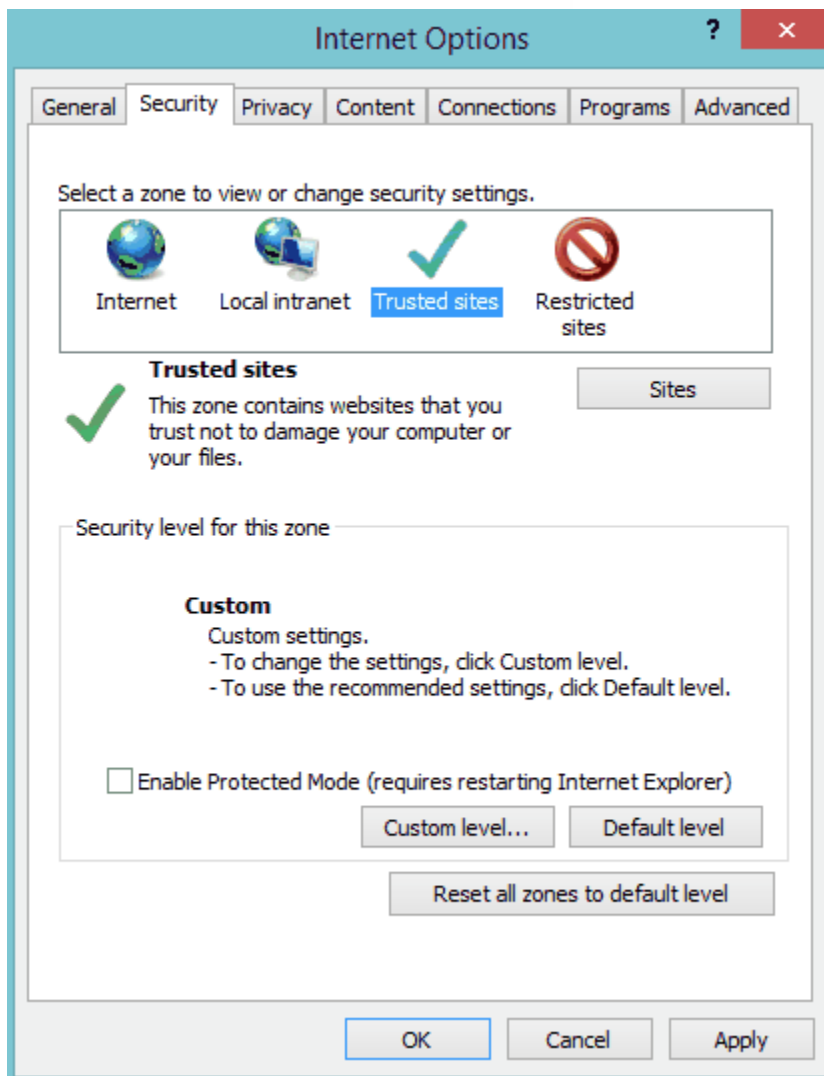 Internet Options
?
General Security Privacy Content Connections Programs Advanced
Select a zone to view or change security settings.
Internet Local intranet Trusted sites Restricted
sites
Trusted sites
Sites
This zone contains websites that you
trust not to damage your computer or
your files.
Security level for this zone
Custom
Custom settings.
- To change the settings, click Custom level.
- To use the recommended settings, click Default level.
Enable Protected Mode (requires restarting Internet Explorer)
Custom level... Default level
Reset all zones to default level
OK Cancel Apply